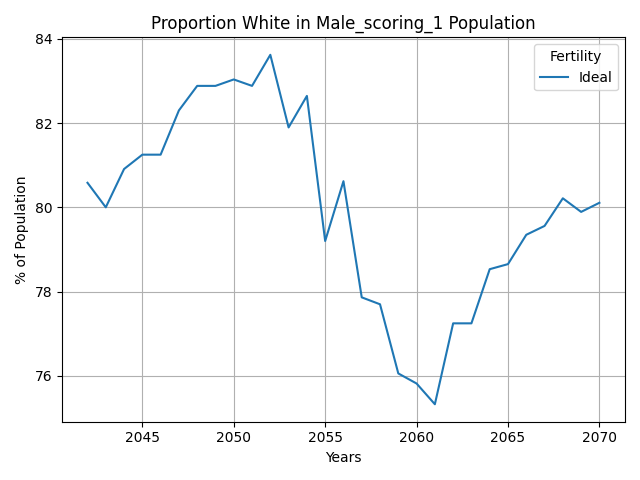 Proportion White in Male_scoring_1 Population
84
82
80
78
76
% of Population
Fertility
Ideal
2045 2050 2055 2060 2065 2070
Years